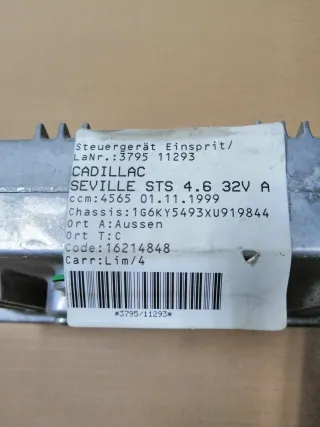 Steuergerät Einsprit/
LaNr.:3795 11293
CADILLAC
SEVILLE STS 4.6 32V A
ccm:4565 01.11.1999
Chassis:1G6KY5493XU919844
Ort A:Aussen
Ort T:C
Code:16214848
Carr:Lim/4
*3795/11293*